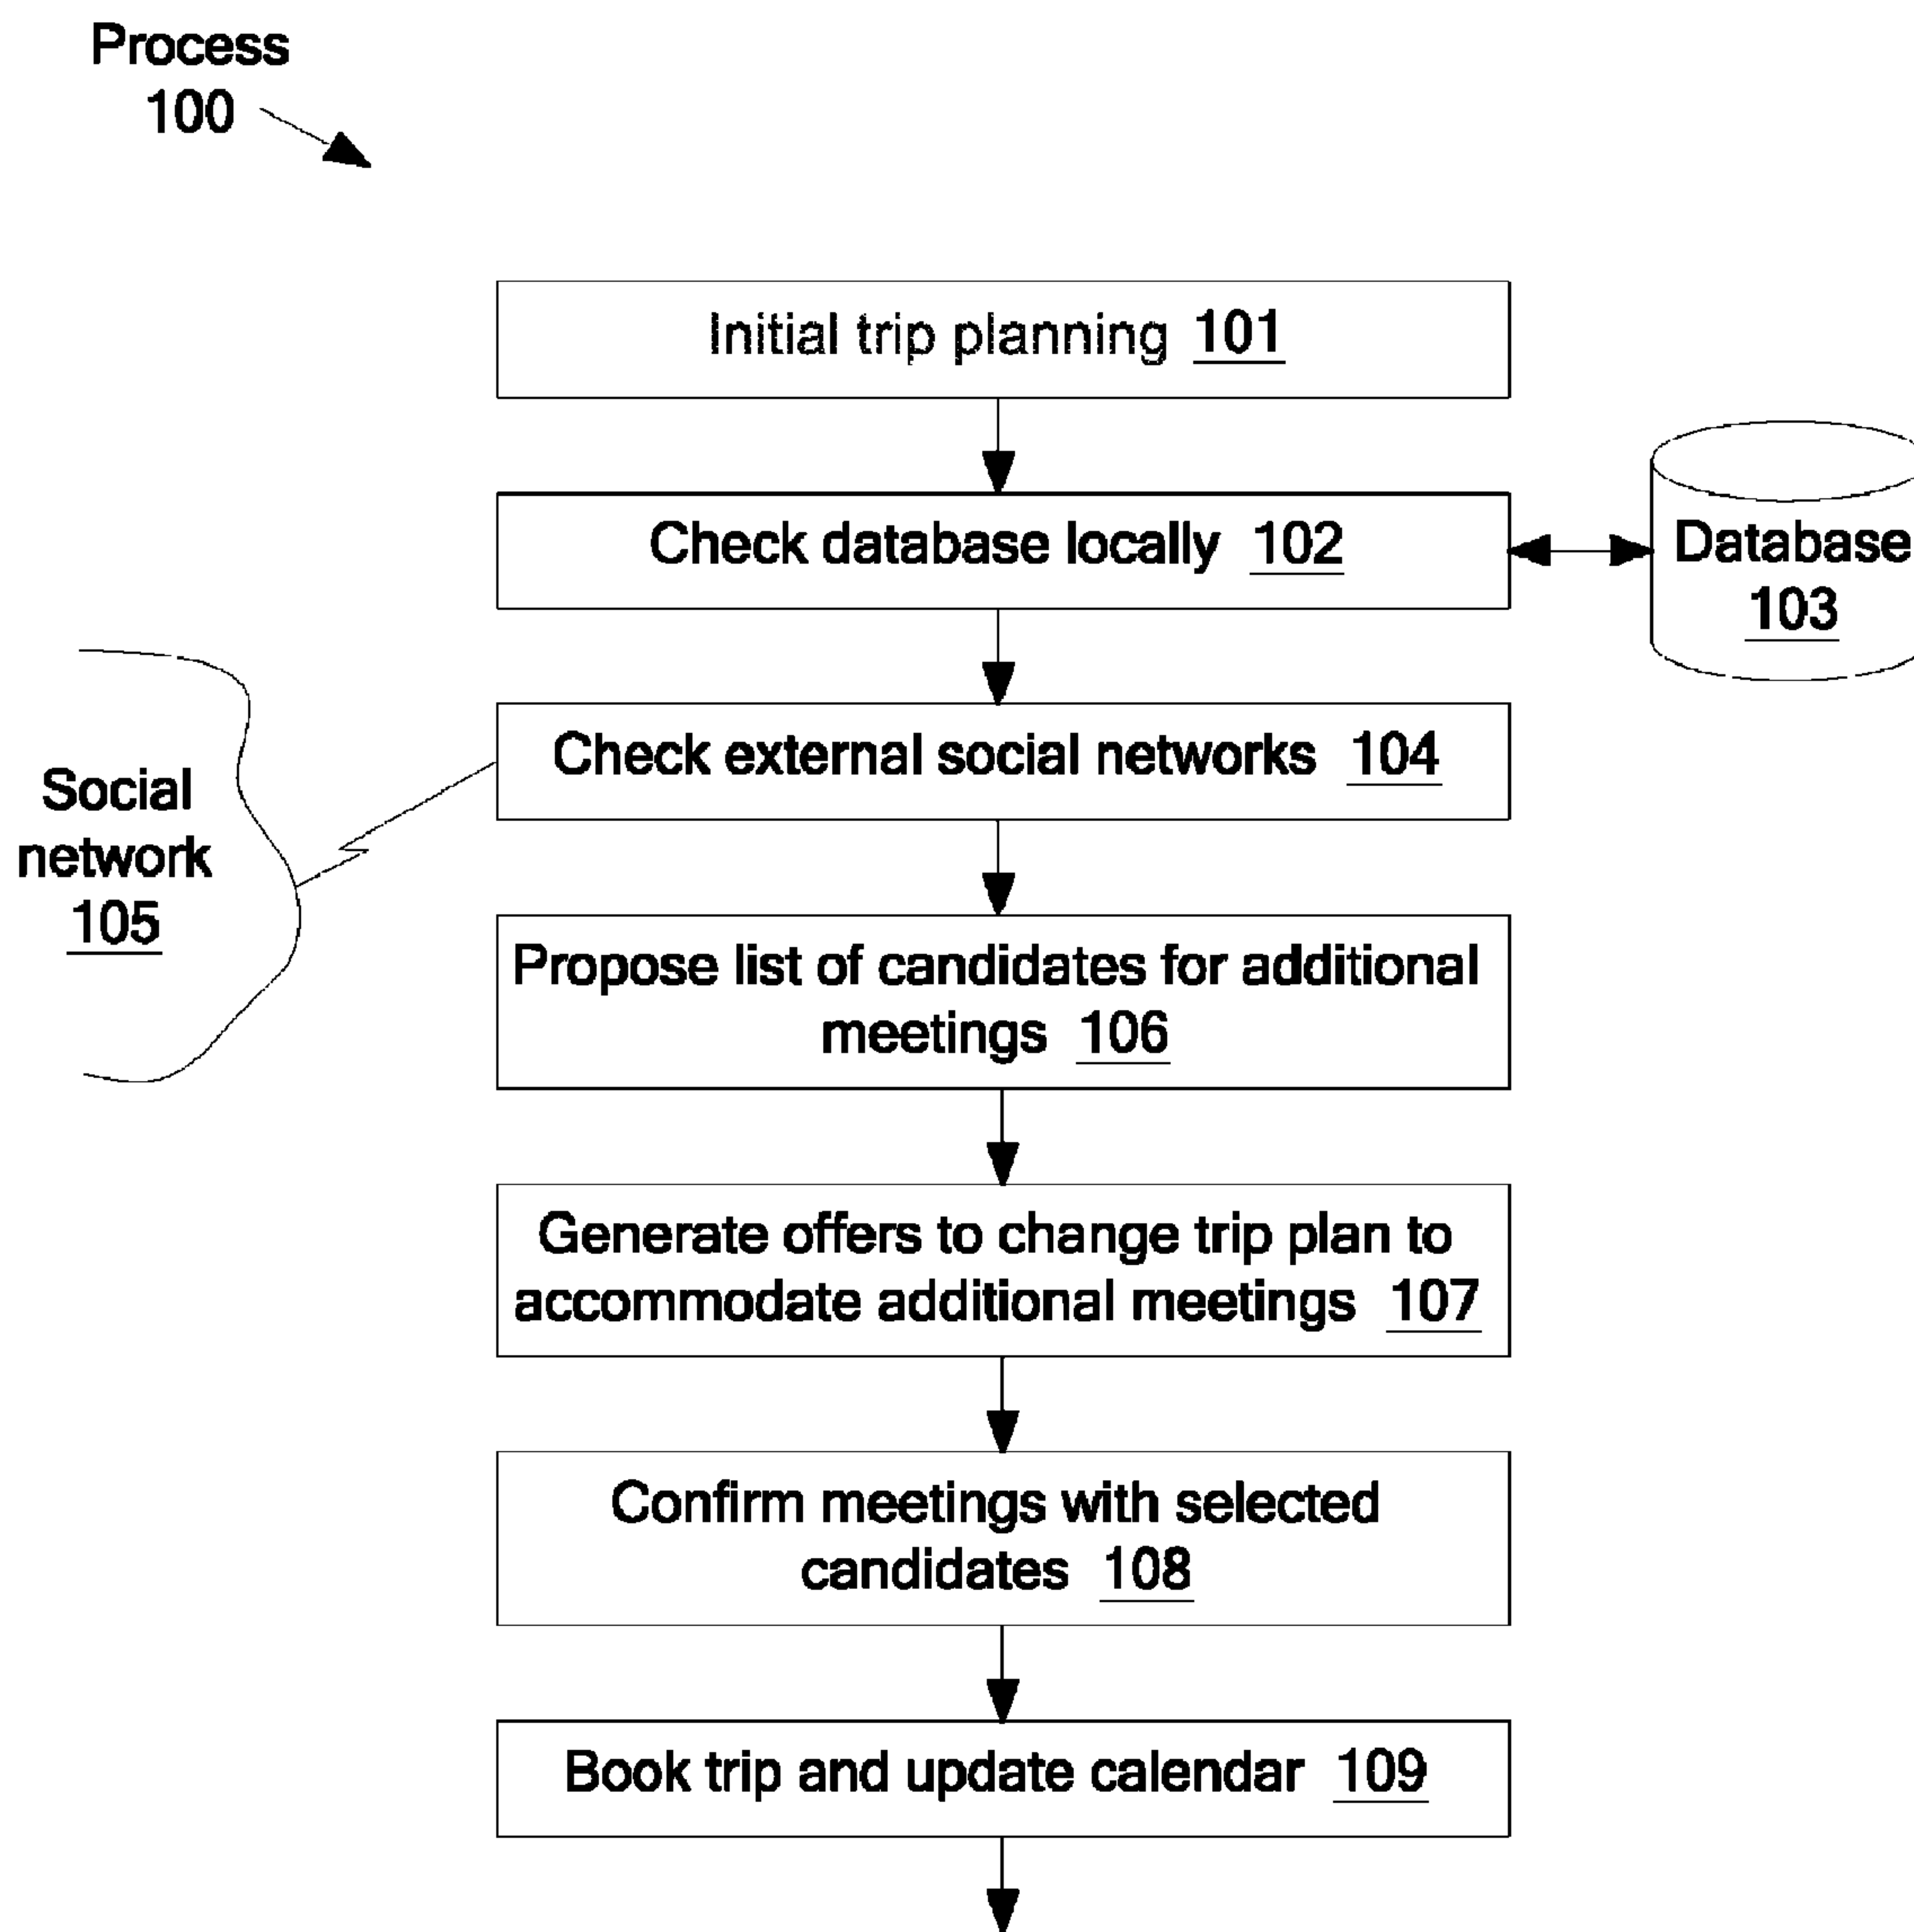 Process
100
Initial trip planning 101
Check database locally 102
Database
103
Check external social networks 104
Social
network
105
Propose list of candidates for additional
meetings 106
Generate offers to change trip plan to
accommodate additional meetings 107
Confirm meetings with selected
candidates 108
Book trip and update calendar 109